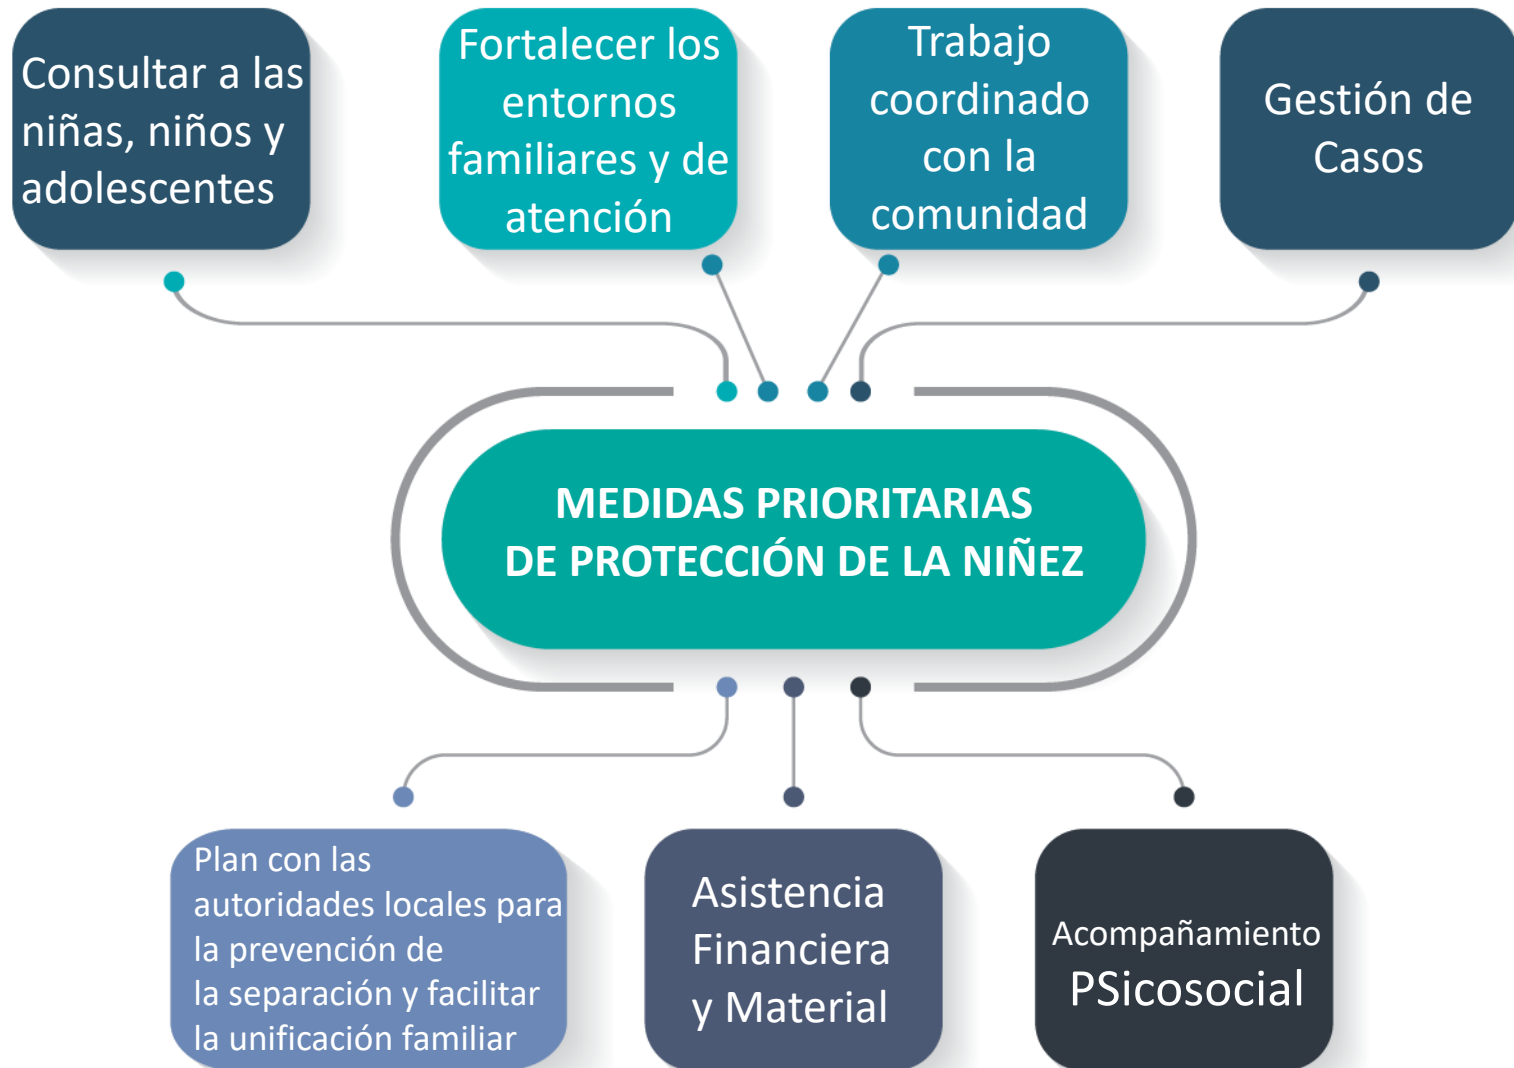 Consultar a las
niñas, niños y
adolescentes
Fortalecer los
entornos
familiares y de
atención
Trabajo
coordinado
con la
comunidad
Gestión de
Casos
MEDIDAS PRIORITARIAS
DE PROTECCIÓN DE LA NIÑEZ
Plan con las
autoridades locales para
la prevención de
la separación y facilitar
la unificación familiar
Asistencia
Financiera
y Material
Acompañamiento
PSicosocial